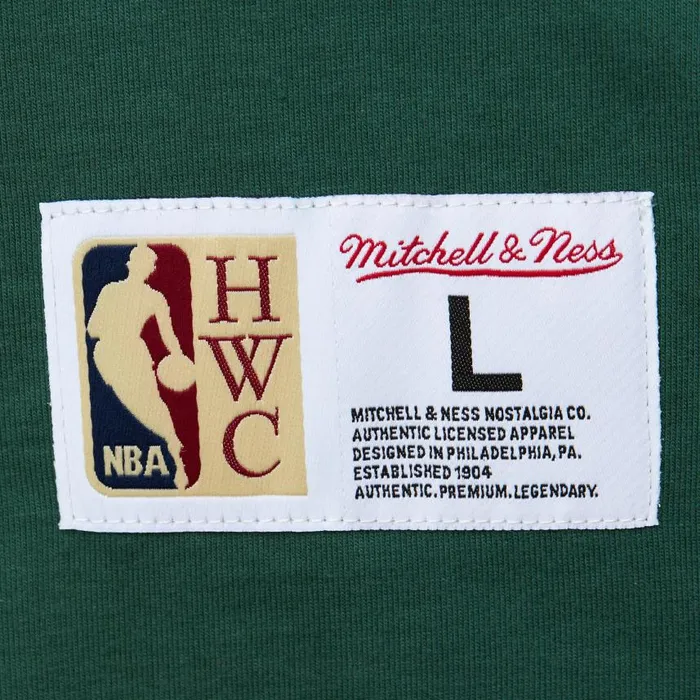 NBA
H
W
C
Mitchell & Ness
L
MITCHELL & NESS NOSTALGIA CO.
AUTHENTIC LICENSED APPAREL
DESIGNED IN PHILADELPHIA, PA.
ESTABLISHED 1904
AUTHENTIC. PREMIUM. LEGENDARY.